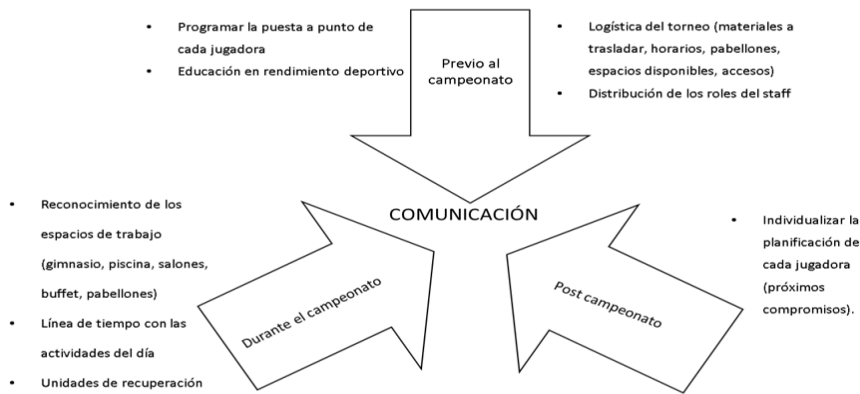 • Programar la puesta a punto de
cada jugadora
• Educación en rendimiento deportivo
Previo al
campeonato
• Logística del torneo (materiales a
trasladar, horarios, pabellones,
espacios disponibles, accesos)
• Distribución de los roles del staff
COMUNICACIÓN
• Reconocimiento de los
espacios de trabajo
(gimnasio, piscina, salones,
buffet, pabellones)
• Línea de tiempo con las
actividades del día
• Unidades de recuperación
Durante el campeonato
Post campeonato
• Individualizar la
planificación de
cada jugadora
(próximos
compromisos).